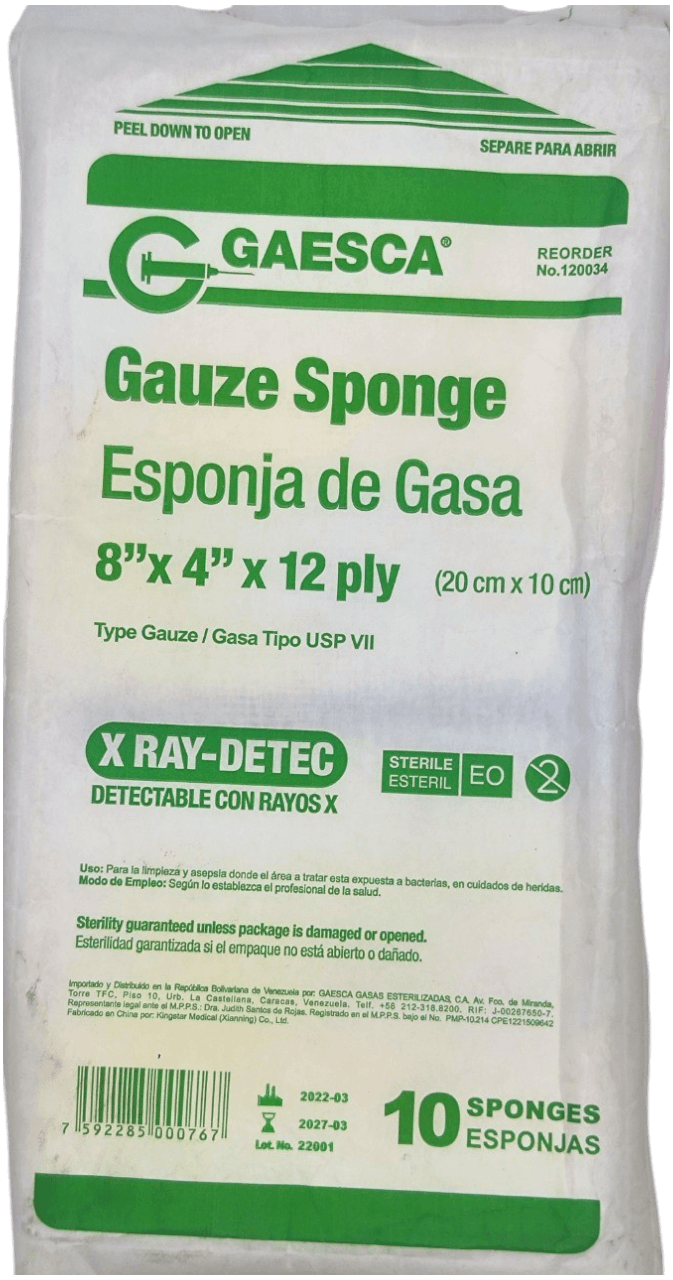 PEEL DOWN TO OPEN
SEPARE PARA ABRIR
GAESCA®
REORDER
No.120034
Gauze Sponge
Esponja de Gasa
8”x 4” x 12 ply (20 cm x 10 cm)
Type Gauze / Gasa Tipo USP VII
X RAY-DETEC
DETECTABLE CON RAYOS X
STERILE
ESTERIL
EO
2
Uso: Para la limpieza y asepsia donde el área a tratar esta expuesta a bacterias, en cuidados de heridas.
Modo de Empleo: Según lo establezca el profesional de la salud.
Sterility guaranteed unless package is damaged or opened.
Esterilidad garantizada si el empaque no está abierto o dañado.
Importado y Distribuido en la República Bolivariana de Venezuela por: GAESCA GASAS ESTERILIZADAS, C.A. Av. Fco. de Miranda,
Torre TFC, Piso 10, Urb. La Castellana, Caracas, Venezuela. Telf. +58 212-318.8200. RIF: J-00267650-7.
Representante legal ante el M.P.P.S.: Dra. Judith Santos de Rojas. Registrado en el M.P.P.S. bajo el No. PMP-10.214 CPE1221509642
Fabricado en China por: Kingstar Medical (Xianning) Co., Ltd.
7 592285 000767
2022-03
2027-03
Lot. No. 22001
10 SPONGES
ESPONJAS